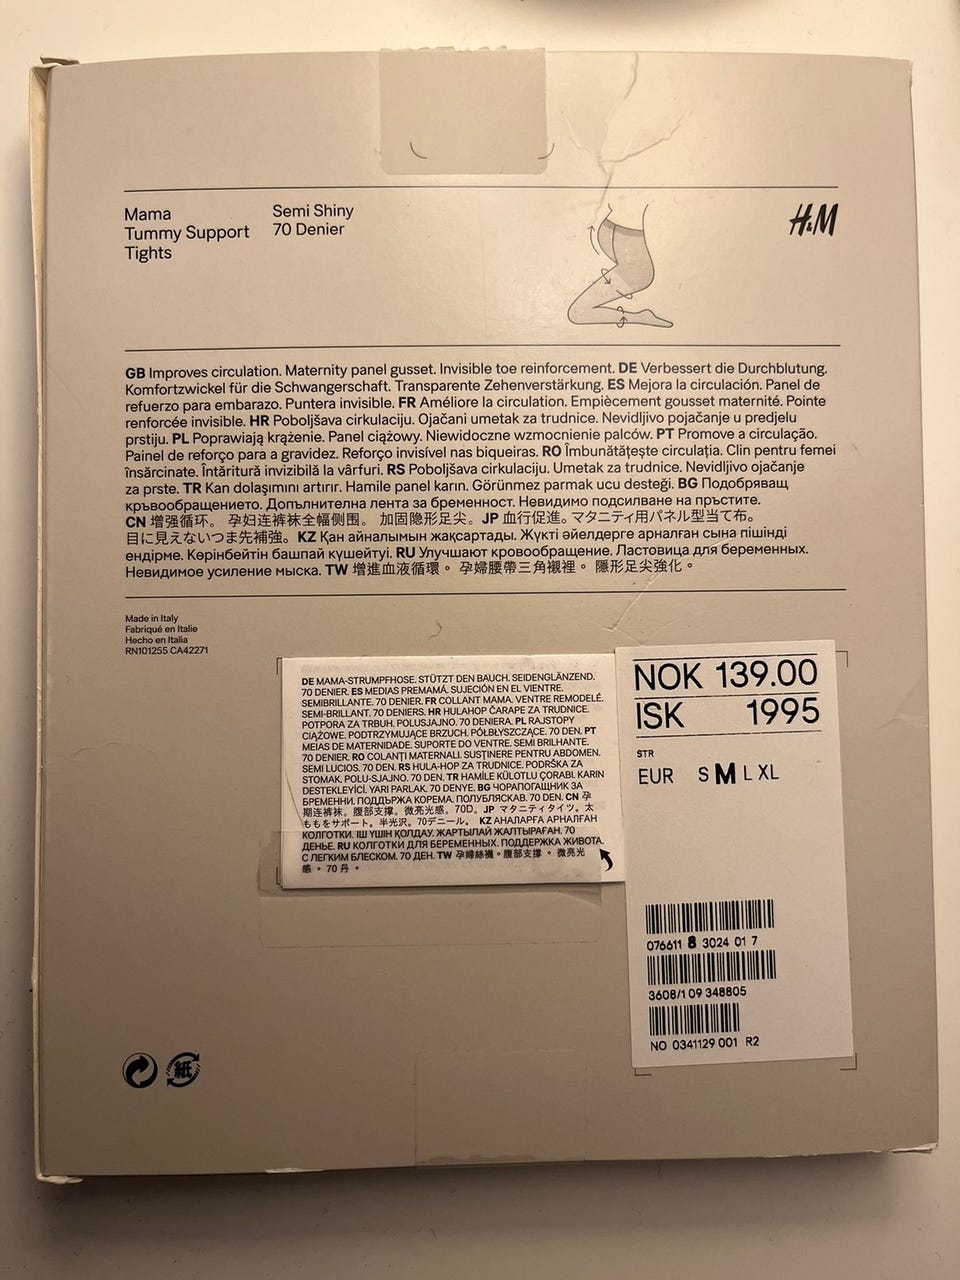 Mama
Tummy Support
Tights
Semi Shiny
70 Denier
H&M
GB Improves circulation. Maternity panel gusset. Invisible toe reinforcement. DE Verbessert die Durchblutung.
Komfortzwickel für die Schwangerschaft. Transparente Zehenverstärkung. ES Mejora la circulación. Panel de
refuerzo para embarazo. Puntera invisible. FR Améliore la circulation. Empiècement gousset maternité. Pointe
renforcée invisible. HR Poboljšava cirkulaciju. Ojačani umetak za trudnice. Nevidljivo pojačanje u predjelu
prstiju. PL Poprawiają krążenie. Panel ciążowy. Niewidoczne wzmocnienie palców. PT Promove a circulação.
Painel de reforço para a gravidez. Reforço invisível nas biqueiras. RO Îmbunătățește circulația. Clin pentru femei
însărcinate. Întăritură invizibilă la vârfuri. RS Poboljšava cirkulaciju. Umetak za trudnice. Nevidljivo ojačanje
za prste. TR Kan dolaşımını artırır. Hamile panel karın. Görünmez parmak ucu desteği. BG Подобряващ
кръвообращението. Допълнителна лента за бременност. Невидимо подсилване на пръстите.
CN 增强循环。 孕妇连裤袜全幅侧围。 加固隐形足尖。 JP 血行促進。マタニティ用パネル型当て布。
目に見えないつま先補強。 KZ Қан айналымын жақсартады. Жүкті әйелдерге арналған сына пішінді
ендірме. Көрінбейтін башпай күшейтуі. RU Улучшают кровообращение. Ластовица для беременных.
Невидимое усиление мыска. TW 增進血液循環。 孕婦腰帶三角襯裡。 隱形足尖強化。
Made in Italy
Fabriqué en Italie
Hecho en Italia
RN101255 CA42271
DE MAMA-STRUMPFHOSE. STÜTZT DEN BAUCH. SEIDENGLÄNZEND.
70 DENIER. ES MEDIAS PREMAMÁ. SUJECIÓN EN EL VIENTRE.
SEMIBRILLANTE. 70 DENIER. FR COLLANT MAMA. VENTRE REMODELÉ.
SEMI-BRILLANT. 70 DENIERS. HR HULAHOP ČARAPE ZA TRUDNICE.
POTPORA ZA TRBUH. POLUSJAJNO. 70 DENIERA. PL RAJSTOPY
CIĄŻOWE. PODTRZYMUJĄCE BRZUCH. PÓŁBŁYSZCZĄCE. 70 DEN. PT
MEIAS DE MATERNIDADE. SUPORTE DO VENTRE. SEMI BRILHANTE.
70 DENIER. RO COLANȚI MATERNALI. SUSȚINERE PENTRU ABDOMEN.
SEMI LUCIOS. 70 DEN. RS HULA-HOP ZA TRUDNICE. PODRŠKA ZA
STOMAK. POLU-SJAJNO. 70 DEN. TR HAMİLE KÜLOTLU ÇORABI. KARIN
DESTEKLEYİCİ. YARI PARLAK. 70 DENYE. BG ЧОРАПОГАЩНИК ЗА
БРЕМЕННИ. ПОДДРЪЖКА КОРЕМА. ПОЛУБЛЯСКАВ. 70 DEN. CN 孕
期连裤袜。腹部支撑。微亮光感。70D。JP マタニティタイツ。太
ももをサポート。半光沢。70デニール。 KZ АНАЛАРҒА АРНАЛҒАН
КОЛГОТКИ. ІШ ҮШІН ҚОЛДАУ. ЖАРТЫЛАЙ ЖАЛТЫРАҒАН. 70
ДЕНЬЕ. RU КОЛГОТКИ ДЛЯ БЕРЕМЕННЫХ. ПОДДЕРЖКА ЖИВОТА.
С ЛЕГКИМ БЛЕСКОМ. 70 ДЕН. TW 孕婦絲襪。腹部支撐。微亮光
感。70 丹。
NOK 139.00
ISK 1995
STR
EUR S M L XL
076611 8 3024 01 7
3608/1 09 348805
NO 0341129 001 R2
紙